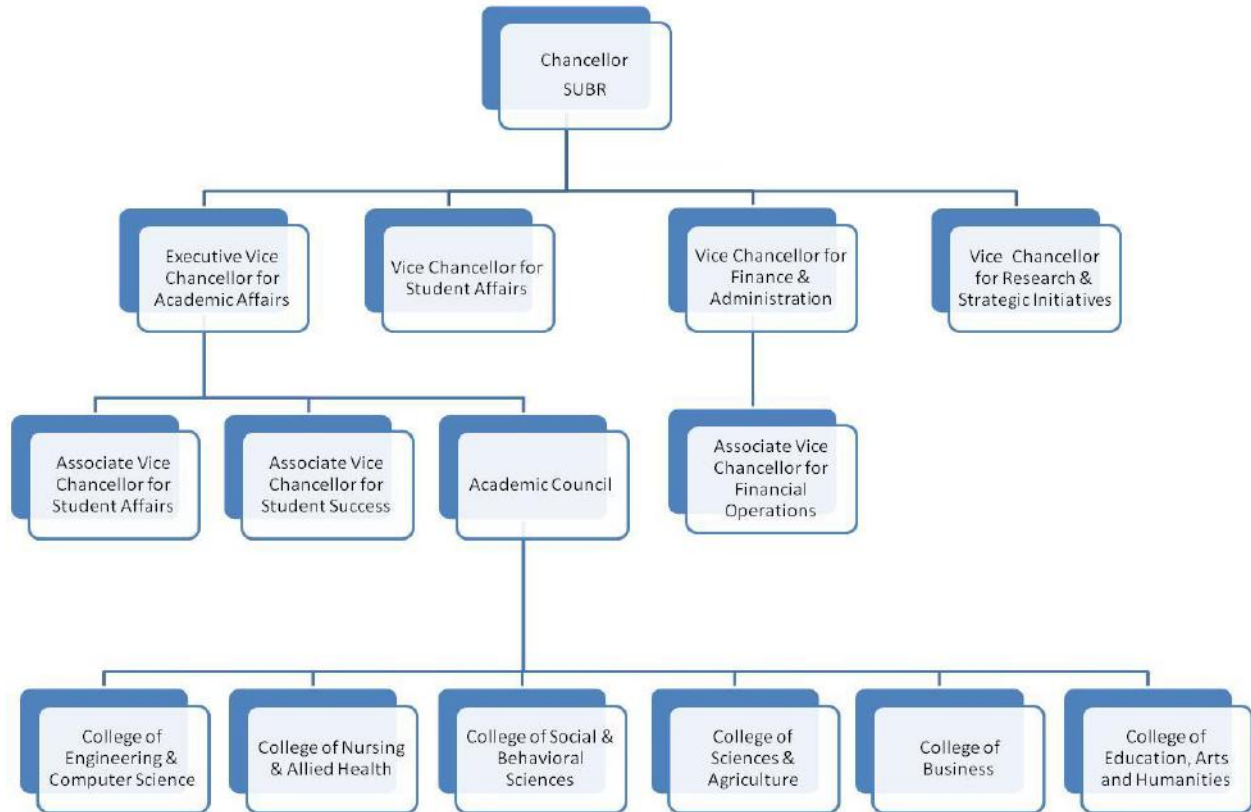 Chancellor
SUBR
Executive Vice
Chancellor for
Academic Affairs
Vice Chancellor for
Student Affairs
Vice Chancellor for
Finance &
Administration
Vice Chancellor
for Research &
Strategic Initiatives
Associate Vice
Chancellor for
Student Affairs
Associate Vice
Chancellor for
Student Success
Academic Council
Associate Vice
Chancellor for
Financial
Operations
College of
Engineering &
Computer Science
College of Nursing
& Allied Health
College of Social &
Behavioral
Sciences
College of
Sciences &
Agriculture
College of
Business
College of
Education, Arts
and Humanities